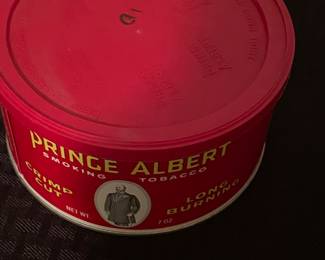 PRINCE ALBERT
SMOKING TOBACCO
CRIMP CUT
LONG BURNING
NET WT 7 OZ